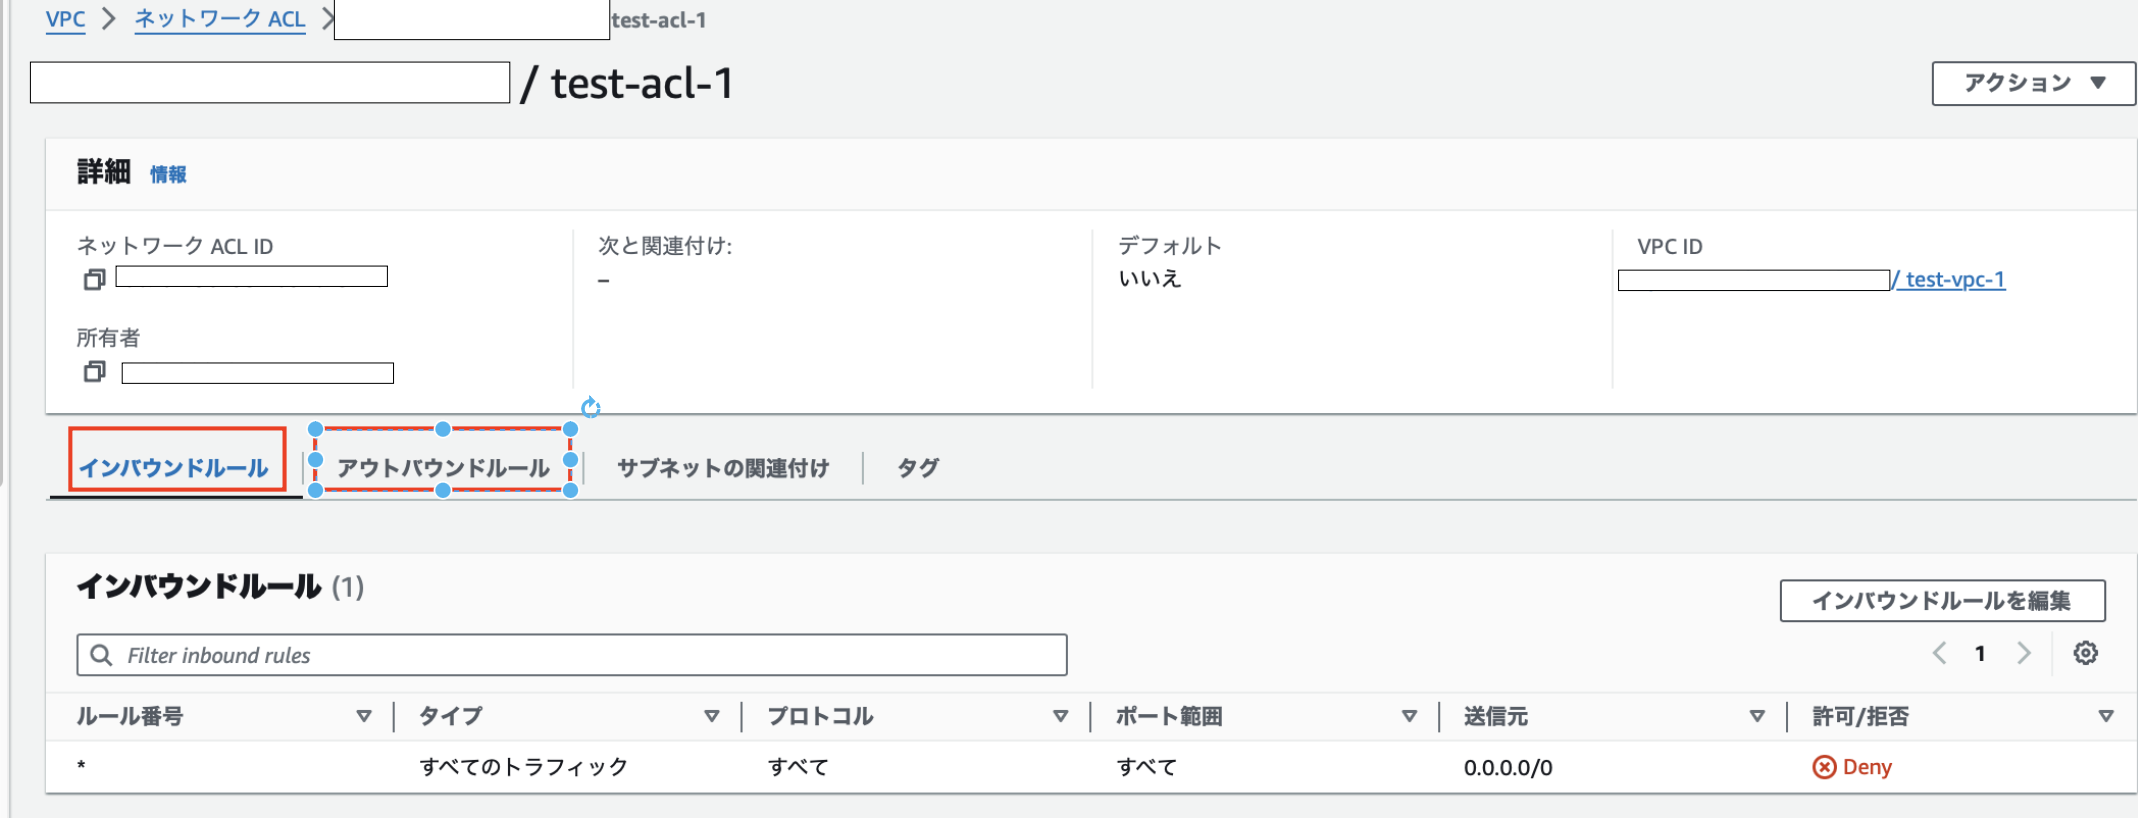 VPC > ネットワーク ACL > test-acl-1
/ test-acl-1
アクション ▼
詳細 情報
ネットワーク ACL ID
次と関連付け:
–
デフォルト
いいえ
VPC ID
/ test-vpc-1
所有者
インバウンドルール | アウトバウンドルール | サブネットの関連付け | タグ
インバウンドルール (1)
インバウンドルールを編集
Filter inbound rules
1
ルール番号 タイプ プロトコル ポート範囲 送信元 許可/拒否
* すべてのトラフィック すべて すべて 0.0.0.0/0 Deny